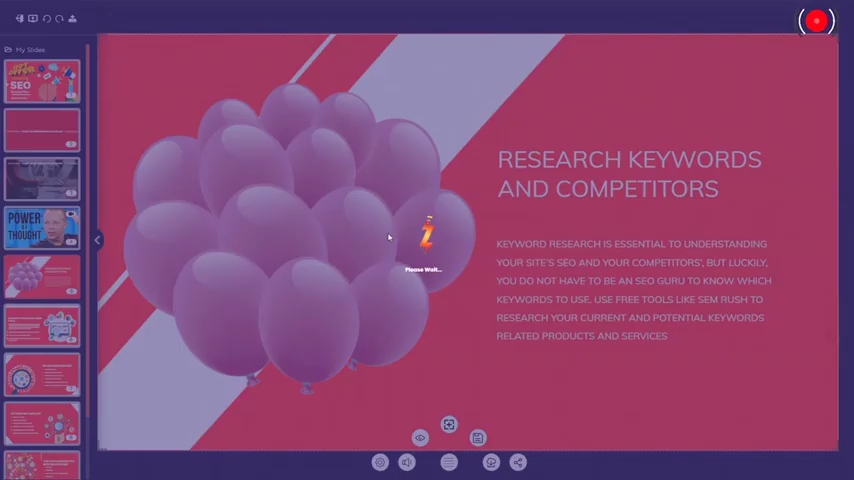 My Slides
SEO
POWER
OF
THOUGHT
RESEARCH KEYWORDS
AND COMPETITORS
KEYWORD RESEARCH IS ESSENTIAL TO UNDERSTANDING
YOUR SITE'S SEO AND YOUR COMPETITORS', BUT LUCKILY,
YOU DO NOT HAVE TO BE AN SEO GURU TO KNOW WHICH
KEYWORDS TO USE. USE FREE TOOLS LIKE SEM RUSH TO
RESEARCH YOUR CURRENT AND POTENTIAL KEYWORDS
RELATED PRODUCTS AND SERVICES
Please Wait...